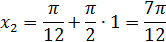 x₂ = π/12 + π/2 · 1 = 7π/12